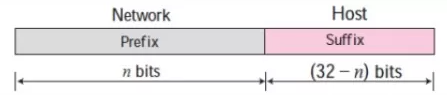 Network Host
Prefix Suffix
n bits (32 – n) bits